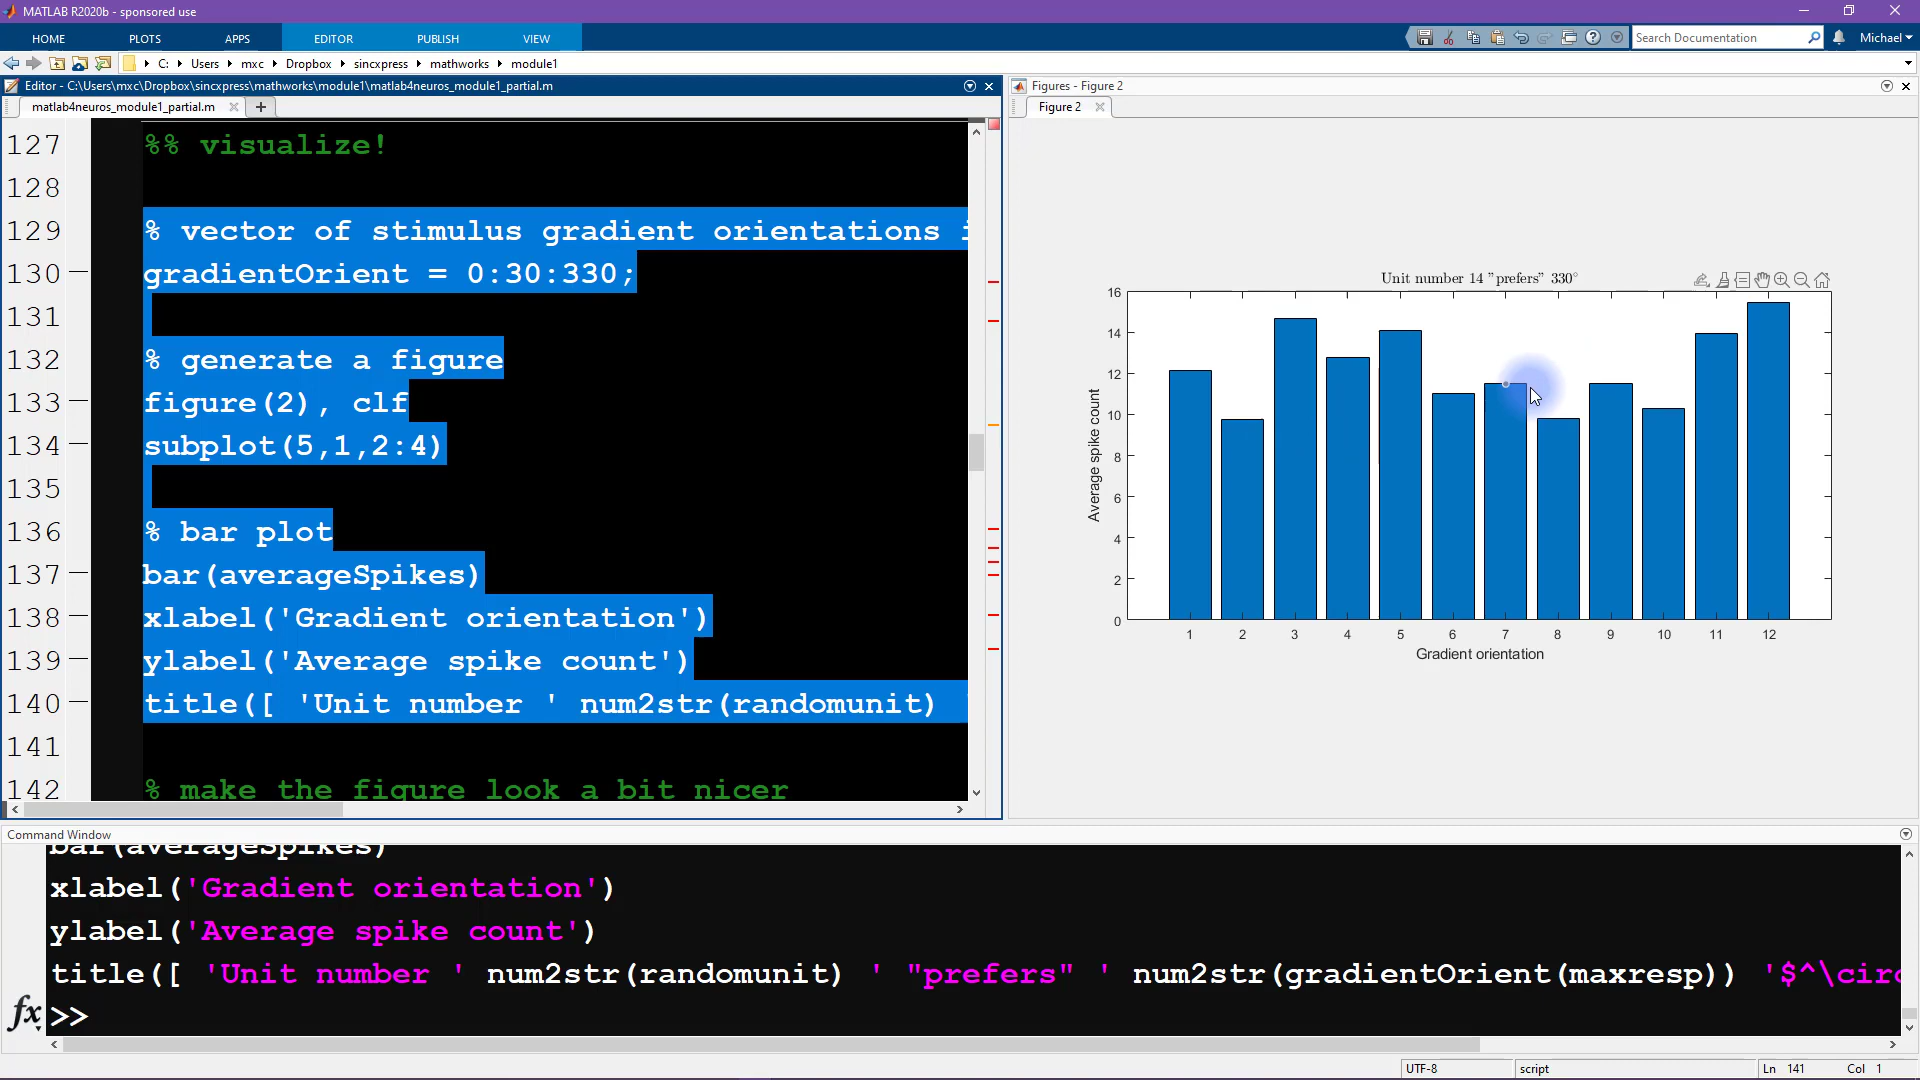 MATLAB R2020b - sponsored use
HOME PLOTS APPS EDITOR PUBLISH VIEW
Search Documentation
Michael
C: Users mxc Dropbox sincxpress mathworks module1
Editor - C:\Users\mxc\Dropbox\sincxpress\mathworks\module1\matlab4neuros_module1_partial.m
matlab4neuros_module1_partial.m
127 %% visualize!
128
129 % vector of stimulus gradient orientations
130 gradientOrient = 0:30:330;
131
132 % generate a figure
133 figure(2), clf
134 subplot(5,1,2:4)
135
136 % bar plot
137 bar(averageSpikes)
138 xlabel('Gradient orientation')
139 ylabel('Average spike count')
140 title([ 'Unit number ' num2str(randomunit) '
141
142 % make the figure look a bit nicer
Figures - Figure 2
Figure 2
Unit number 14 "prefers" 330°
16
14
12
10
8
6
4
2
0
Average spike count
1 2 3 4 5 6 7 8 9 10 11 12
Gradient orientation
Command Window
bar(averageSpikes)
xlabel('Gradient orientation')
ylabel('Average spike count')
title([ 'Unit number ' num2str(randomunit) ' "prefers" ' num2str(gradientOrient(maxresp)) '$^\circ
fx >>
UTF-8 script Ln 141 Col 1